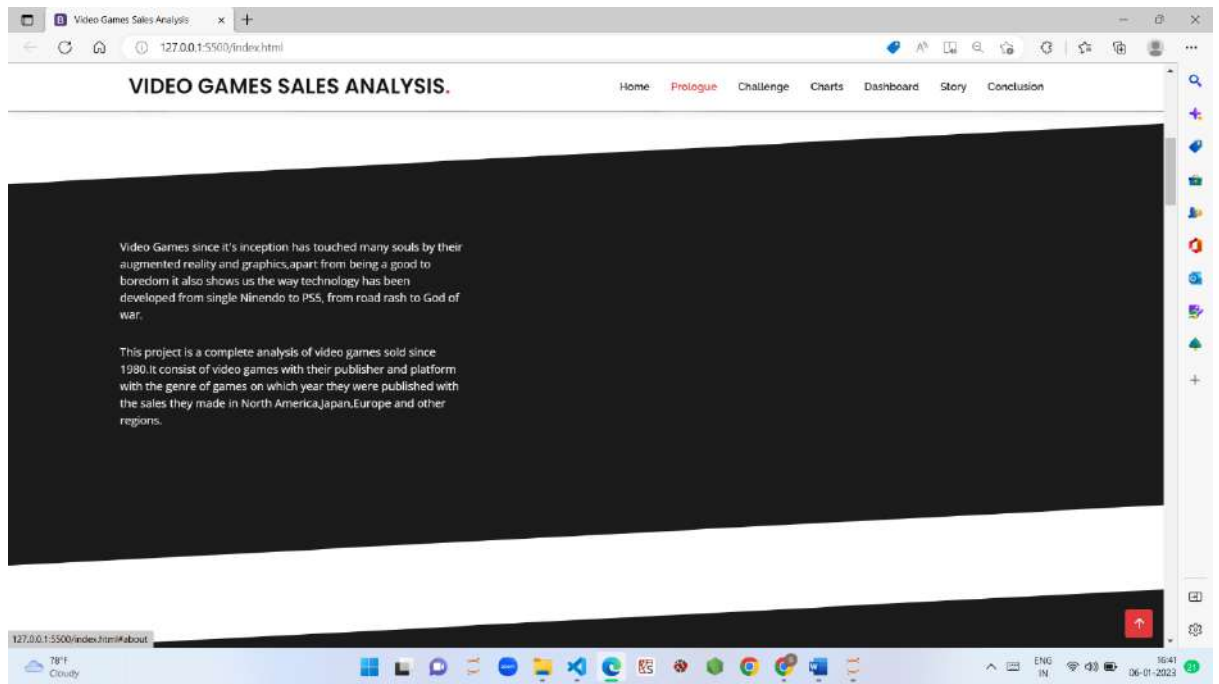 Video Games Sales Analysis
127.0.0.1:5500/index.html
VIDEO GAMES SALES ANALYSIS.
Home Prologue Challenge Charts Dashboard Story Conclusion
Video Games since it's inception has touched many souls by their
augmented reality and graphics,apart from being a good to
boredom it also shows us the way technology has been
developed from single Ninendo to PS5, from road rash to God of
war.
This project is a complete analysis of video games sold since
1980.It consist of video games with their publisher and platform
with the genre of games on which year they were published with
the sales they made in North America,Japan,Europe and other
regions.
127.0.0.1:5500/index.html#about
78°F
Cloudy
ENG
IN
16:41
06-01-2023
21